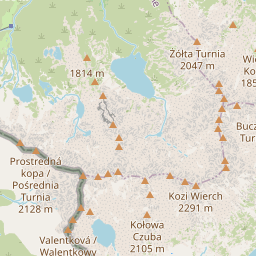 Żółta Turnia
2047 m
1814 m
Prostredná
kopa /
Pośrednia
Turnia
2128 m
Kozi Wierch
2291 m
Kołowa
Czuba
2105 m
Valentková /
Walentkowy